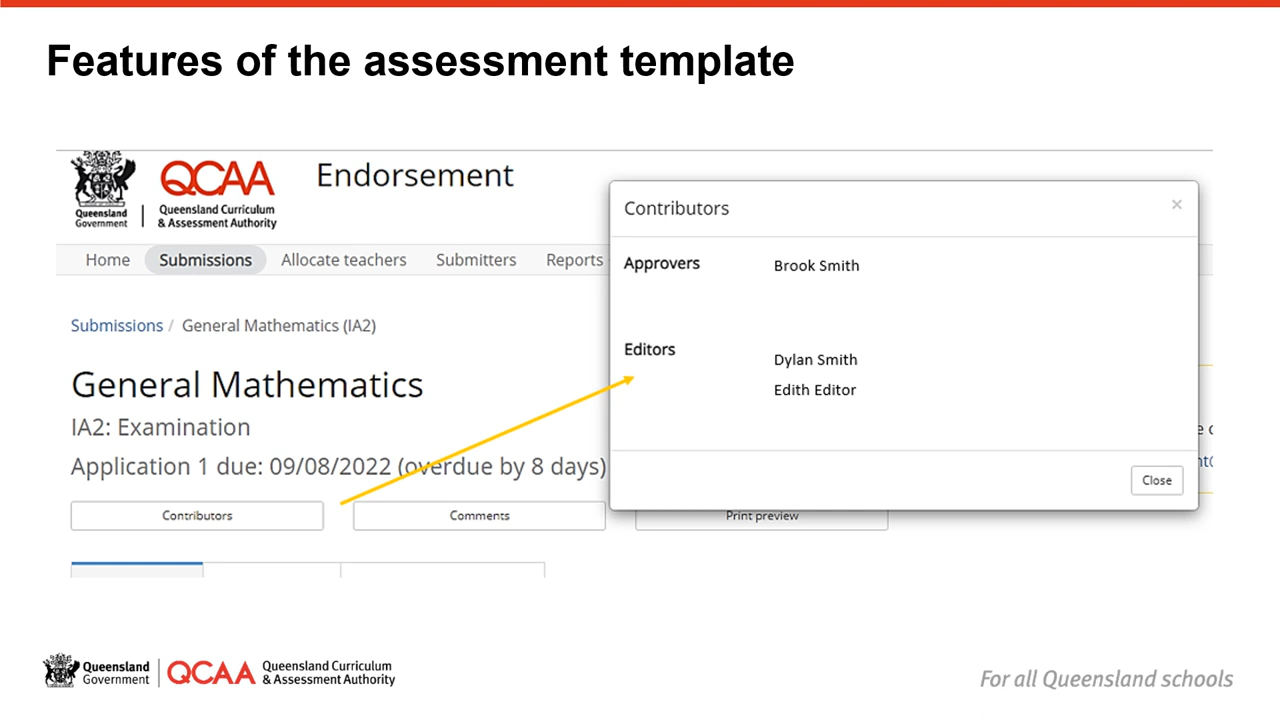 Features of the assessment template
Queensland
Government
QCAA
Queensland Curriculum
& Assessment Authority
Endorsement
Home
Submissions
Allocate teachers
Submitters
Reports
Submissions / General Mathematics (IA2)
General Mathematics
IA2: Examination
Application 1 due: 09/08/2022 (overdue by 8 days)
Contributors
Comments
Print preview
Contributors
×
Approvers
Brook Smith
Editors
Dylan Smith
Edith Editor
Close
Queensland
Government
QCAA
Queensland Curriculum
& Assessment Authority
For all Queensland schools